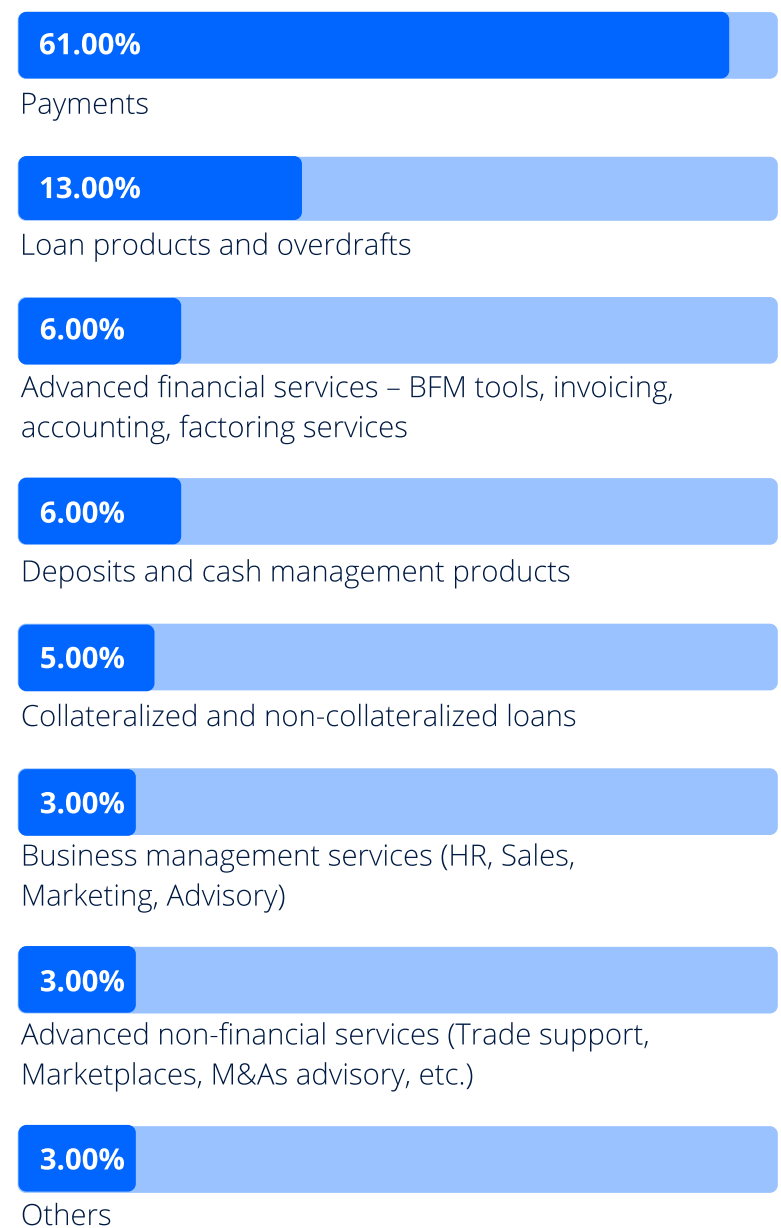 61.00%
Payments
13.00%
Loan products and overdrafts
6.00%
Advanced financial services – BFM tools, invoicing,
accounting, factoring services
6.00%
Deposits and cash management products
5.00%
Collateralized and non-collateralized loans
3.00%
Business management services (HR, Sales,
Marketing, Advisory)
3.00%
Advanced non-financial services (Trade support,
Marketplaces, M&As advisory, etc.)
3.00%
Others